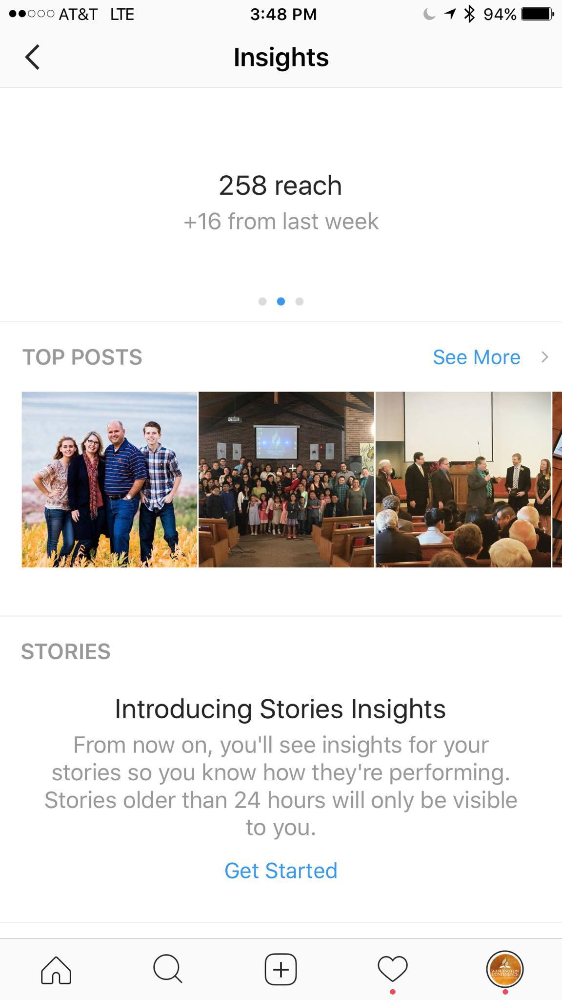 AT&T LTE 3:48 PM 94%
Insights
258 reach
+16 from last week
TOP POSTS See More
STORIES
Introducing Stories Insights
From now on, you'll see insights for your
stories so you know how they're performing.
Stories older than 24 hours will only be visible
to you.
Get Started
WASHINGTON
CONFERENCE